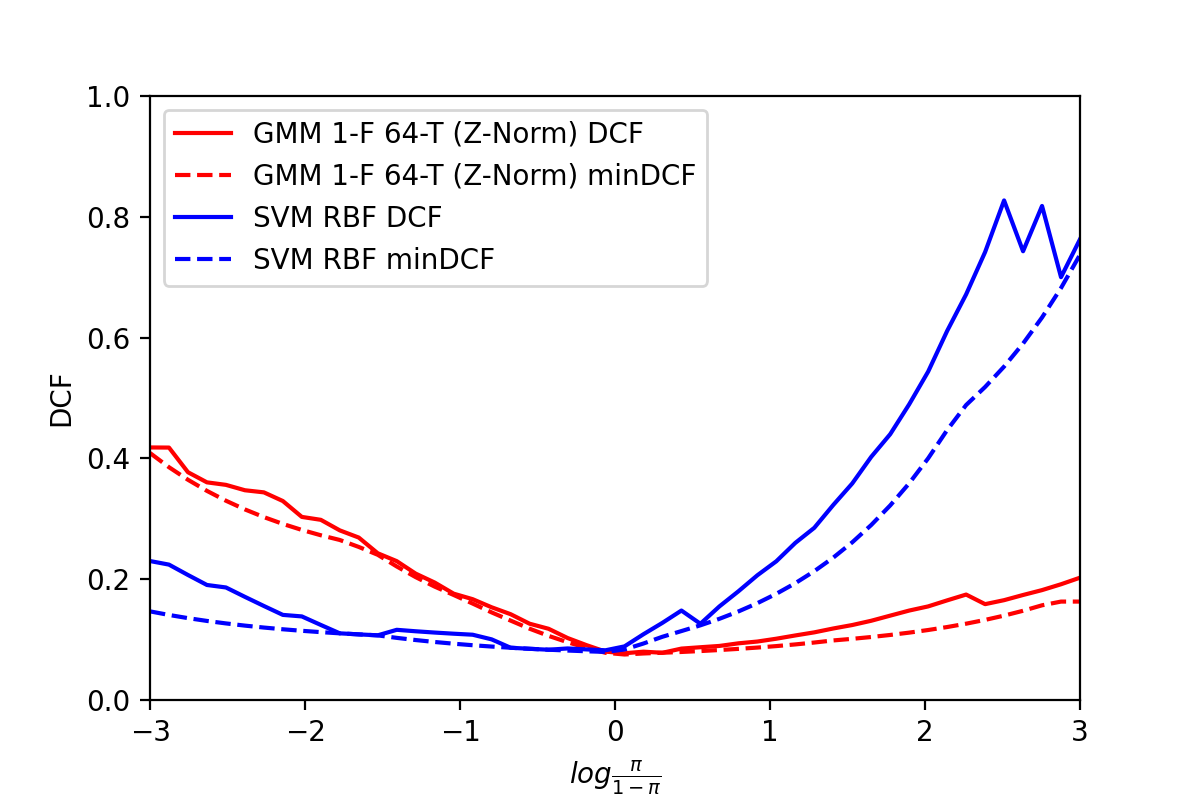 1.0
GMM 1-F 64-T (Z-Norm) DCF
GMM 1-F 64-T (Z-Norm) minDCF
SVM RBF DCF
SVM RBF minDCF
0.8
0.6
0.4
0.2
0.0
DCF
−3 −2 −1 0 1 2 3
log π/(1−π)